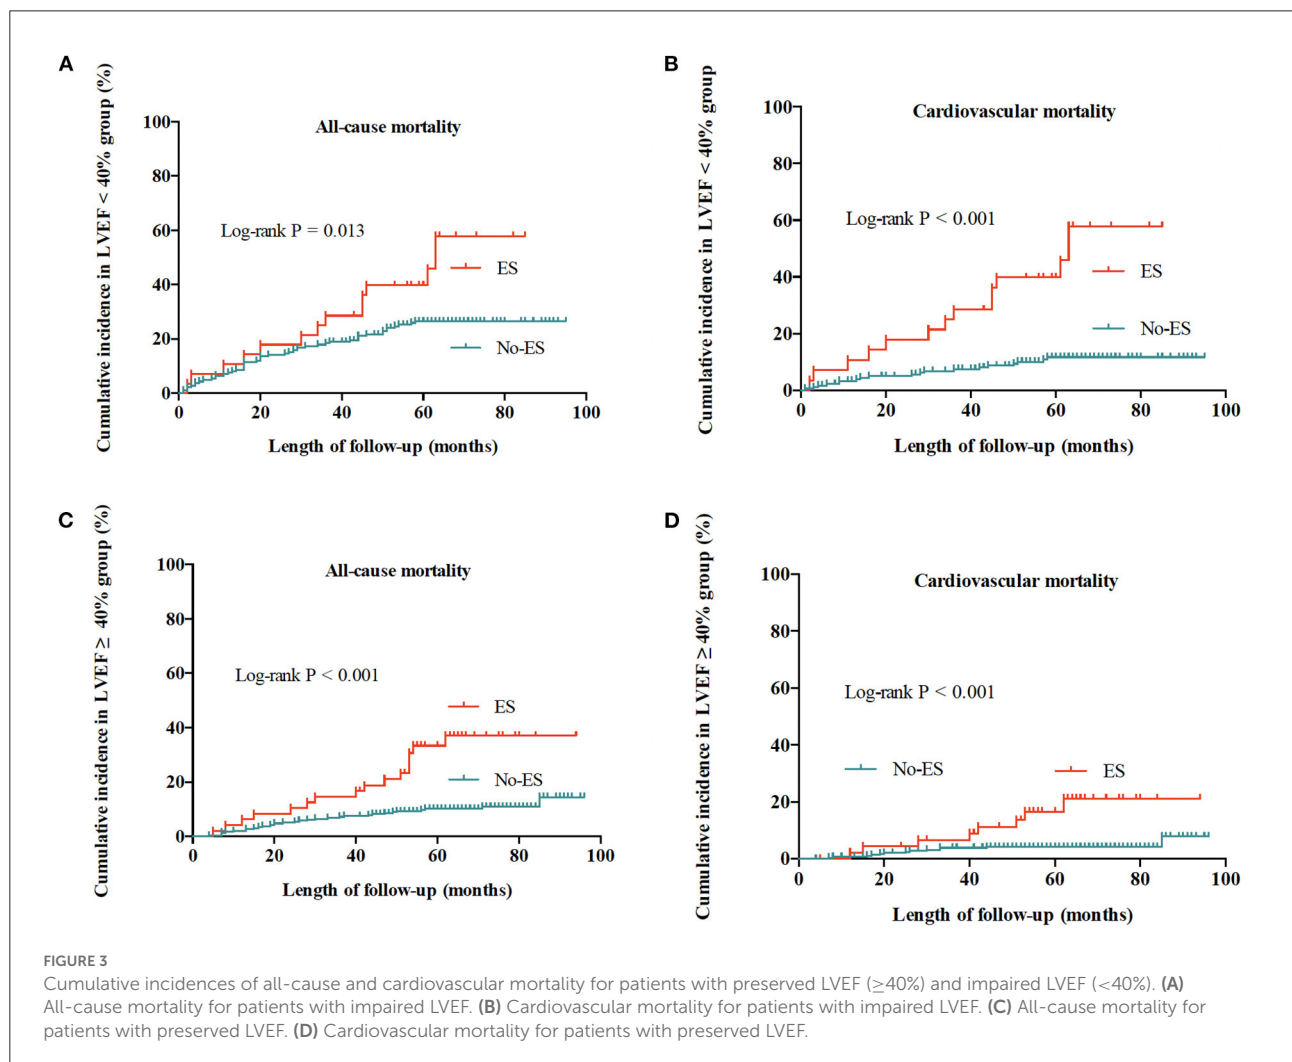 A
Cumulative incidence in LVEF < 40% group (%)
All-cause mortality
100
80
60
40
20
0
Log-rank P = 0.013
ES
No-ES
0 20 40 60 80 100
Length of follow-up (months)
B
Cumulative incidence in LVEF < 40% group
Cardiovascular mortality
100
80
60
40
20
0
Log-rank P < 0.001
ES
No-ES
0 20 40 60 80 100
Length of follow-up (months)
C
Cumulative incidence in LVEF ≥ 40% group (%)
All-cause mortality
100
80
60
40
20
0
Log-rank P < 0.001
ES
No-ES
0 20 40 60 80 100
Length of follow-up (months)
D
Cumulative incidence in LVEF ≥ 40% group (%)
Cardiovascular mortality
100
80
60
40
20
0
Log-rank P < 0.001
No-ES ES
0 20 40 60 80 100
Length of follow-up (months)
FIGURE 3
Cumulative incidences of all-cause and cardiovascular mortality for patients with preserved LVEF (≥40%) and impaired LVEF (<40%). (A)
All-cause mortality for patients with impaired LVEF. (B) Cardiovascular mortality for patients with impaired LVEF. (C) All-cause mortality for
patients with preserved LVEF. (D) Cardiovascular mortality for patients with preserved LVEF.